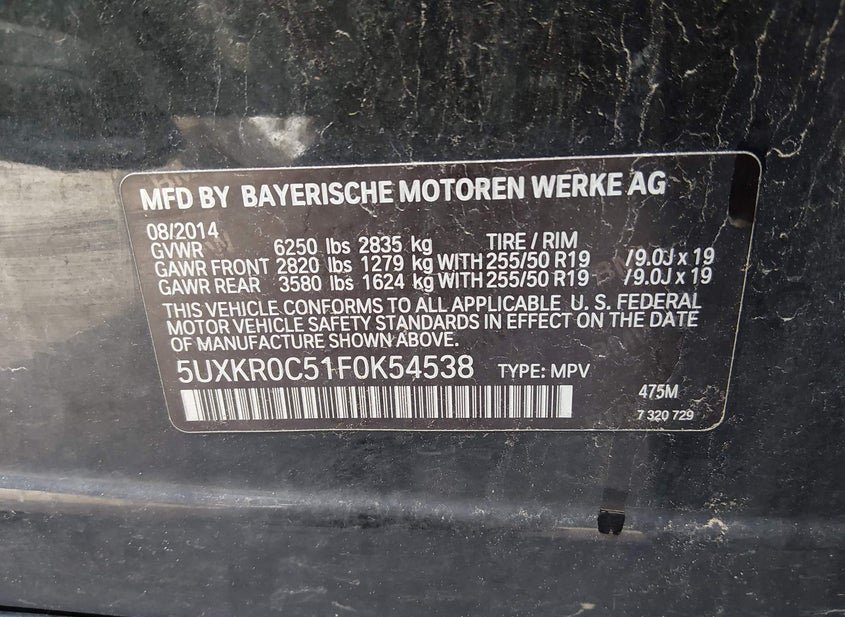 MFD BY BAYERISCHE MOTOREN WERKE AG
08/2014
GVWR 6250 lbs 2835 kg TIRE / RIM
GAWR FRONT 2820 lbs 1279 kg WITH 255/50 R19 /9.0J x 19
GAWR REAR 3580 lbs 1624 kg WITH 255/50 R19 /9.0J x 19
THIS VEHICLE CONFORMS TO ALL APPLICABLE U. S. FEDERAL
MOTOR VEHICLE SAFETY STANDARDS IN EFFECT ON THE DATE
OF MANUFACTURE SHOWN ABOVE.
5UXKR0C51F0K54538 TYPE: MPV
475M
7 320 729